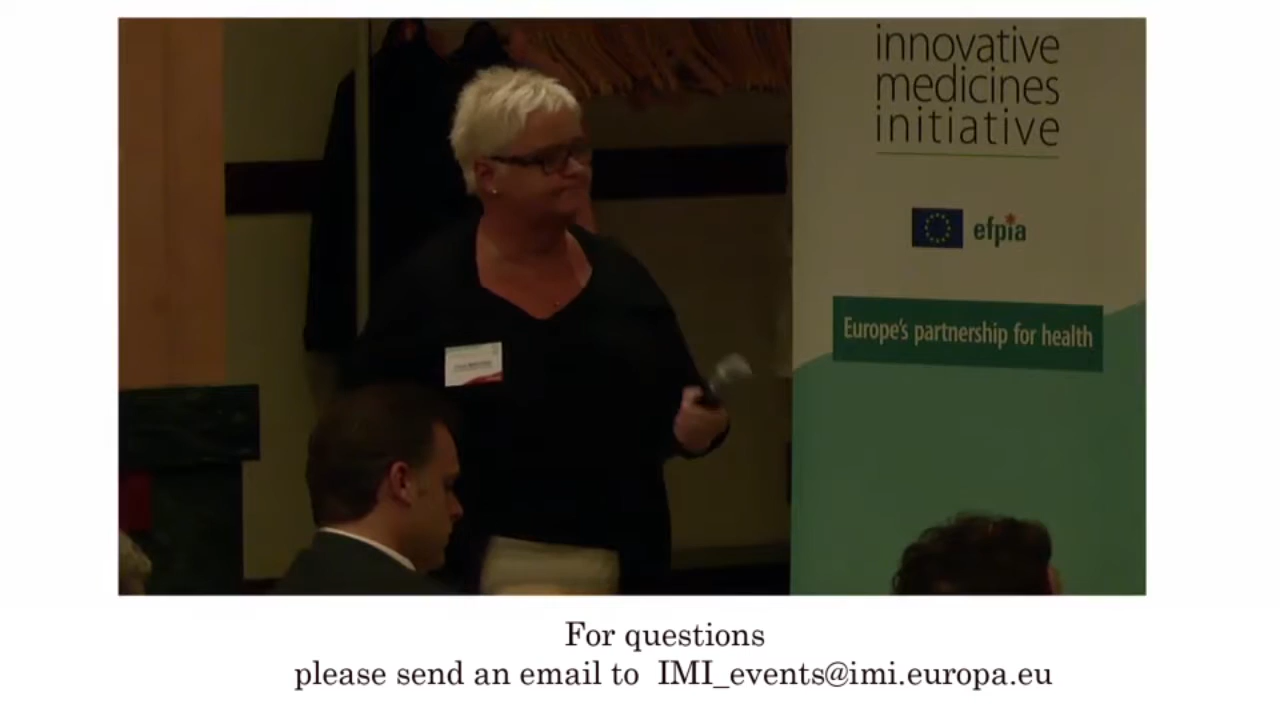 innovative
medicines
initiative
efpia
Europe's partnership for health
For questions
please send an email to IMI_events@imi.europa.eu